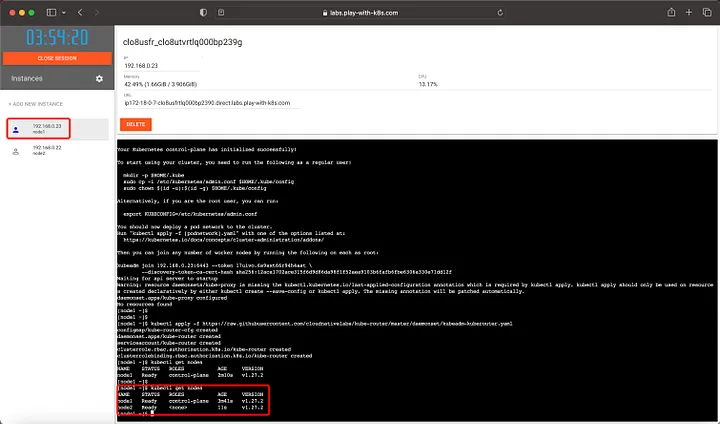 labs.play-with-k8s.com
03:54:20
CLOSE SESSION
Instances
+ ADD NEW INSTANCE
192.168.0.23
node1
192.168.0.22
node2
clo8usfr_clo8utvrtlq000bp239g
IP
192.168.0.23
Memory
42.49% (1.66GiB / 3.906GiB)
CPU
13.17%
URL
DELETE
Your Kubernetes control-plane has initialized successfully!
To start using your cluster, you need to run the following as a regular user:
mkdir -p $HOME/.kube
sudo cp -i /etc/kubernetes/admin.conf $HOME/.kube/config
sudo chown $(id -u):$(id -g) $HOME/.kube/config
Alternatively, if you are the root user, you can run:
export KUBECONFIG=/etc/kubernetes/admin.conf
You should now deploy a pod network to the cluster.
Run "kubectl apply -f [podnetwork].yaml" with one of the options listed at:
https://kubernetes.io/docs/concepts/cluster-administration/addons/
Then you can join any number of worker nodes by running the following on each as root:
kubeadm join 192.168.0.23:6443 --token \
--discovery-token-ca-cert-hash
Waiting for api server to startup
Warning: resource daemonsets/kube-proxy is missing the kubectl.kubernetes.io/last-applied-configuration annotation which is required by kubectl apply. kubectl apply should only be used on resource
s created declaratively by either kubectl create --save-config or kubectl apply. The missing annotation will be patched automatically.
daemonset.apps/kube-proxy configured
No resources found
[node1 ~]$
[node1 ~]$
[node1 ~]$ kubectl apply -f https://raw.githubusercontent.com/cloudnativelabs/kube-router/master/daemonset/kubeadm-kuberouter.yaml
configmap/kube-router-cfg created
daemonset.apps/kube-router created
serviceaccount/kube-router created
clusterrole.rbac.authorization.k8s.io/kube-router created
clusterrolebinding.rbac.authorization.k8s.io/kube-router created
[node1 ~]$ kubectl get nodes
NAME STATUS ROLES AGE VERSION
node1 Ready control-plane 2m10s v1.27.2
[node1 ~]$
[node1 ~]$ kubectl get nodes
NAME STATUS ROLES AGE VERSION
node1 Ready control-plane 3m41s v1.27.2
node2 Ready <none> 11s v1.27.2
[node1 ~]$